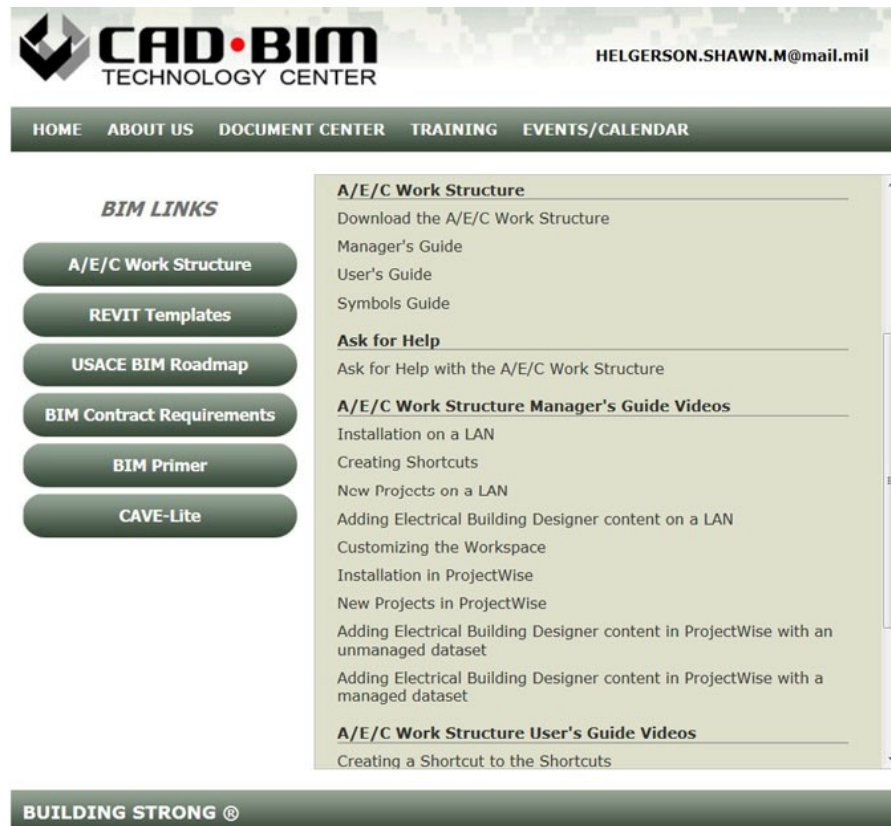 CAD•BIM
TECHNOLOGY CENTER
HELGERSON.SHAWN.M@mail.mil
HOME ABOUT US DOCUMENT CENTER TRAINING EVENTS/CALENDAR
BIM LINKS
A/E/C Work Structure
REVIT Templates
USACE BIM Roadmap
BIM Contract Requirements
BIM Primer
CAVE-Lite
A/E/C Work Structure
Download the A/E/C Work Structure
Manager's Guide
User's Guide
Symbols Guide
Ask for Help
Ask for Help with the A/E/C Work Structure
A/E/C Work Structure Manager's Guide Videos
Installation on a LAN
Creating Shortcuts
New Projects on a LAN
Adding Electrical Building Designer content on a LAN
Customizing the Workspace
Installation in ProjectWise
New Projects in ProjectWise
Adding Electrical Building Designer content in ProjectWise with an
unmanaged dataset
Adding Electrical Building Designer content in ProjectWise with a
managed dataset
A/E/C Work Structure User's Guide Videos
Creating a Shortcut to the Shortcuts
BUILDING STRONG ®